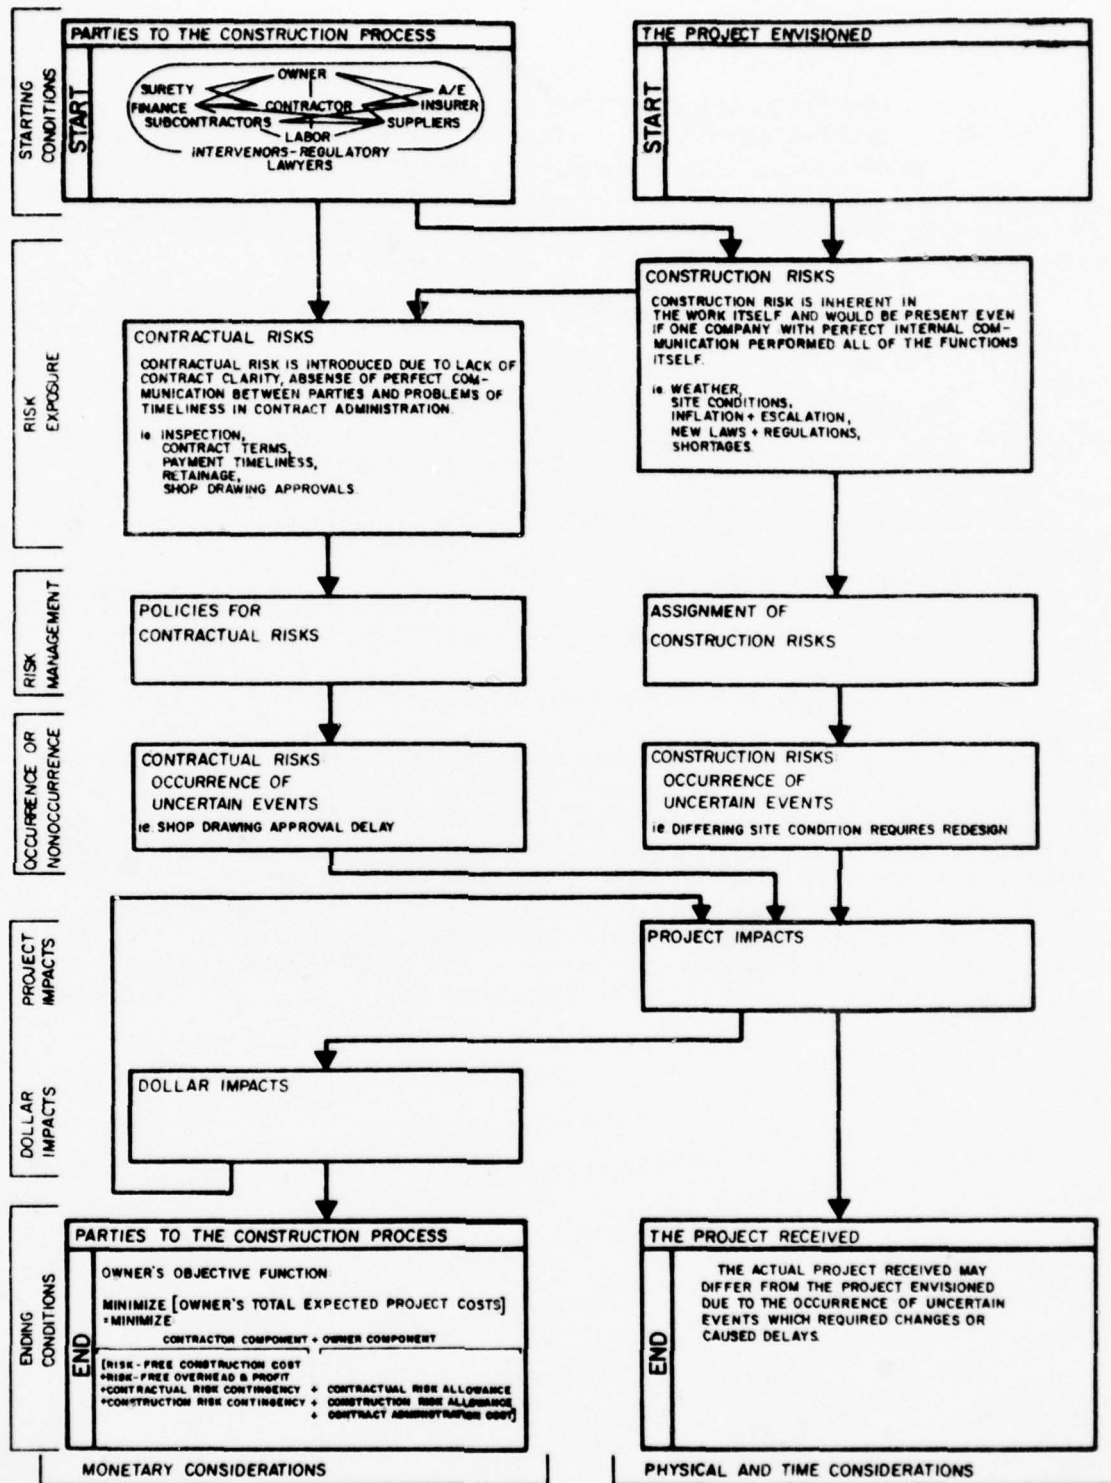 STARTING
CONDITIONS
PARTIES TO THE CONSTRUCTION PROCESS
START
OWNER
SURETY
A/E
FINANCE
CONTRACTOR
INSURER
SUBCONTRACTORS
SUPPLIERS
LABOR
INTERVENORS-REGULATORY
LAWYERS
THE PROJECT ENVISIONED
START
RISK
EXPOSURE
CONTRACTUAL RISKS
CONTRACTUAL RISK IS INTRODUCED DUE TO LACK OF
CONTRACT CLARITY, ABSENSE OF PERFECT COM-
MUNICATION BETWEEN PARTIES AND PROBLEMS OF
TIMELINESS IN CONTRACT ADMINISTRATION.
ie INSPECTION,
CONTRACT TERMS,
PAYMENT TIMELINESS,
RETAINAGE,
SHOP DRAWING APPROVALS.
CONSTRUCTION RISKS
CONSTRUCTION RISK IS INHERENT IN
THE WORK ITSELF AND WOULD BE PRESENT EVEN
IF ONE COMPANY WITH PERFECT INTERNAL COM-
MUNICATION PERFORMED ALL OF THE FUNCTIONS
ITSELF.
ie. WEATHER,
SITE CONDITIONS,
INFLATION + ESCALATION,
NEW LAWS + REGULATIONS,
SHORTAGES.
RISK
MANAGEMENT
POLICIES FOR
CONTRACTUAL RISKS
ASSIGNMENT OF
CONSTRUCTION RISKS
OCCURRENCE OR
NONOCCURRENCE
CONTRACTUAL RISKS:
OCCURRENCE OF
UNCERTAIN EVENTS
ie. SHOP DRAWING APPROVAL DELAY
CONSTRUCTION RISKS:
OCCURRENCE OF
UNCERTAIN EVENTS
ie DIFFERING SITE CONDITION REQUIRES REDESIGN
PROJECT
IMPACTS
PROJECT IMPACTS
DOLLAR
IMPACTS
DOLLAR IMPACTS
ENDING
CONDITIONS
PARTIES TO THE CONSTRUCTION PROCESS
END
OWNER'S OBJECTIVE FUNCTION:
MINIMIZE [OWNER'S TOTAL EXPECTED PROJECT COSTS]
= MINIMIZE:
CONTRACTOR COMPONENT + OWNER COMPONENT
[RISK-FREE CONSTRUCTION COST
+RISK-FREE OVERHEAD & PROFIT
+CONTRACTUAL RISK CONTINGENCY + CONTRACTUAL RISK ALLOWANCE
+CONSTRUCTION RISK CONTINGENCY + CONSTRUCTION RISK ALLOWANCE
+ CONTRACT ADMINISTRATION COST]
THE PROJECT RECEIVED
END
THE ACTUAL PROJECT RECEIVED MAY
DIFFER FROM THE PROJECT ENVISIONED
DUE TO THE OCCURRENCE OF UNCERTAIN
EVENTS WHICH REQUIRED CHANGES OR
CAUSED DELAYS.
MONETARY CONSIDERATIONS
PHYSICAL AND TIME CONSIDERATIONS